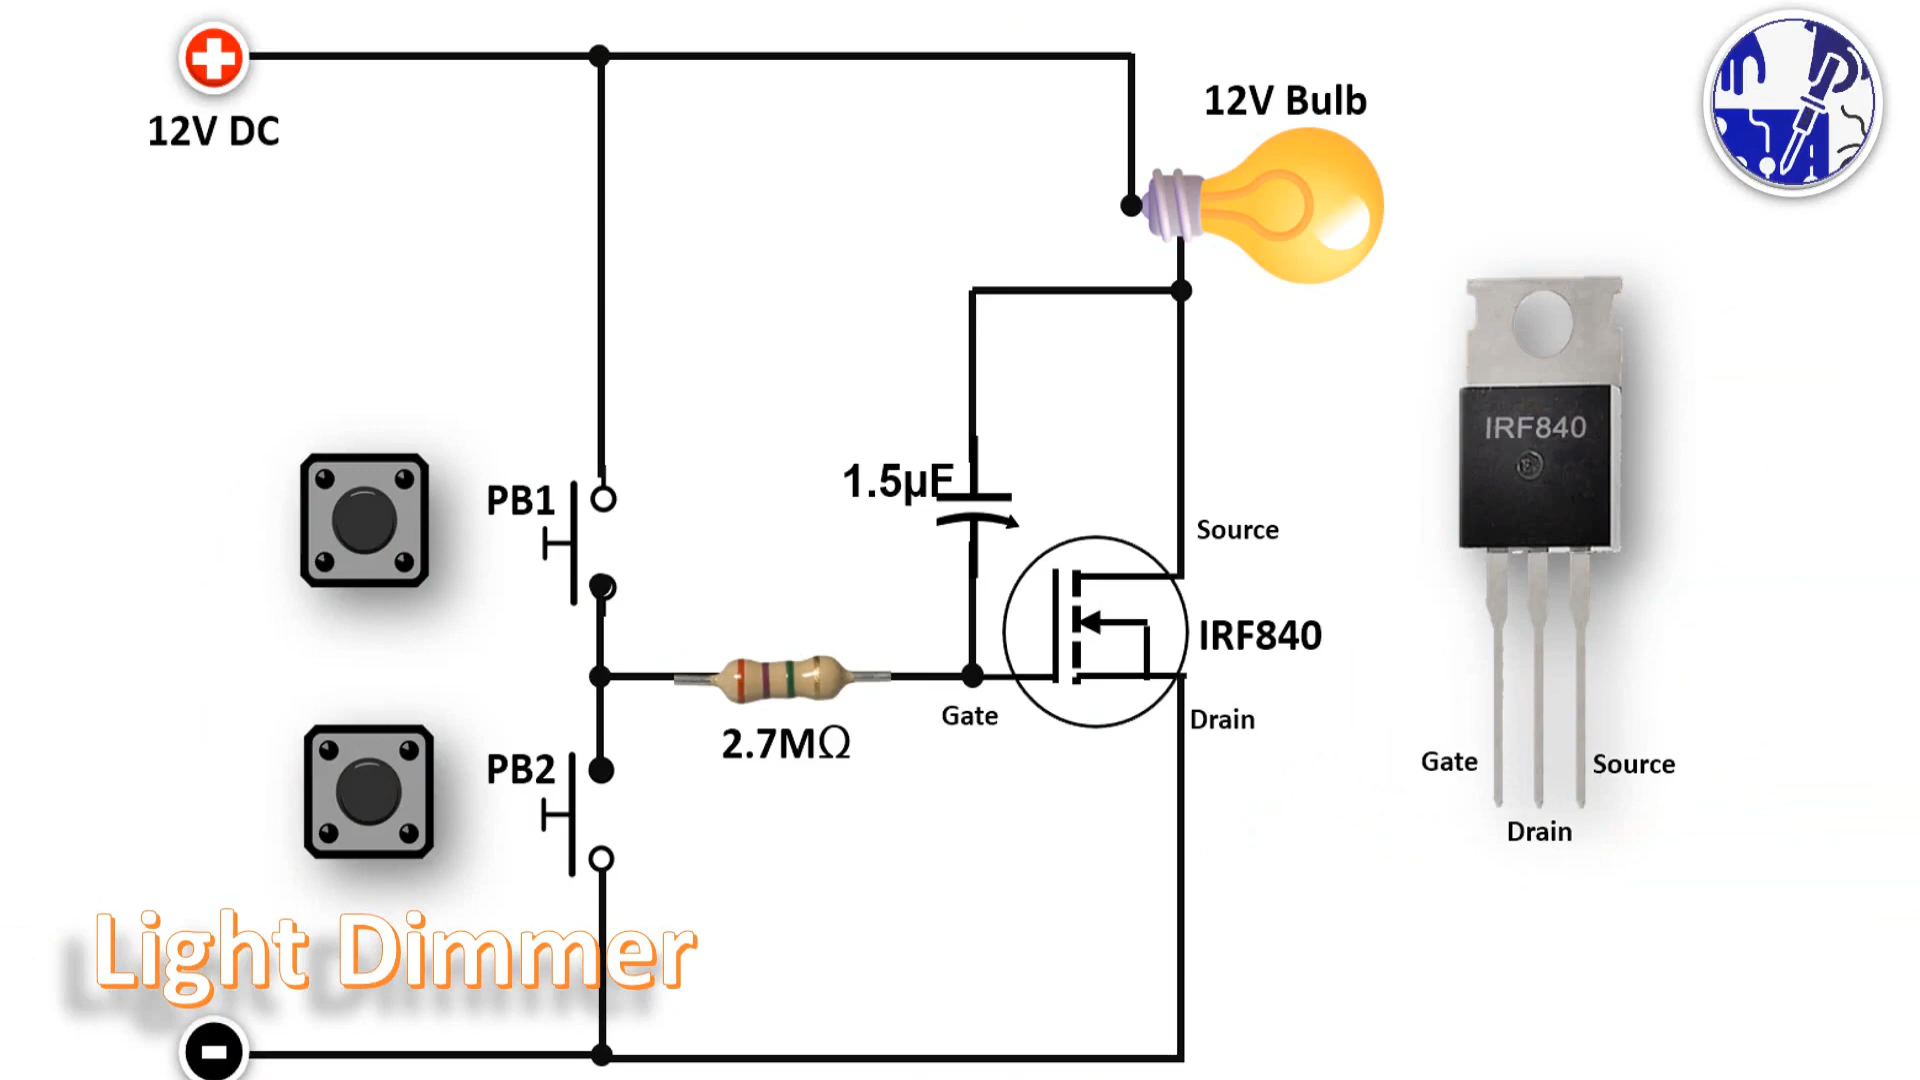 12V DC
12V Bulb
IRF840
PB1
1.5µF
Source
IRF840
Gate
Drain
2.7MΩ
PB2
Gate
Source
Drain
Light Dimmer